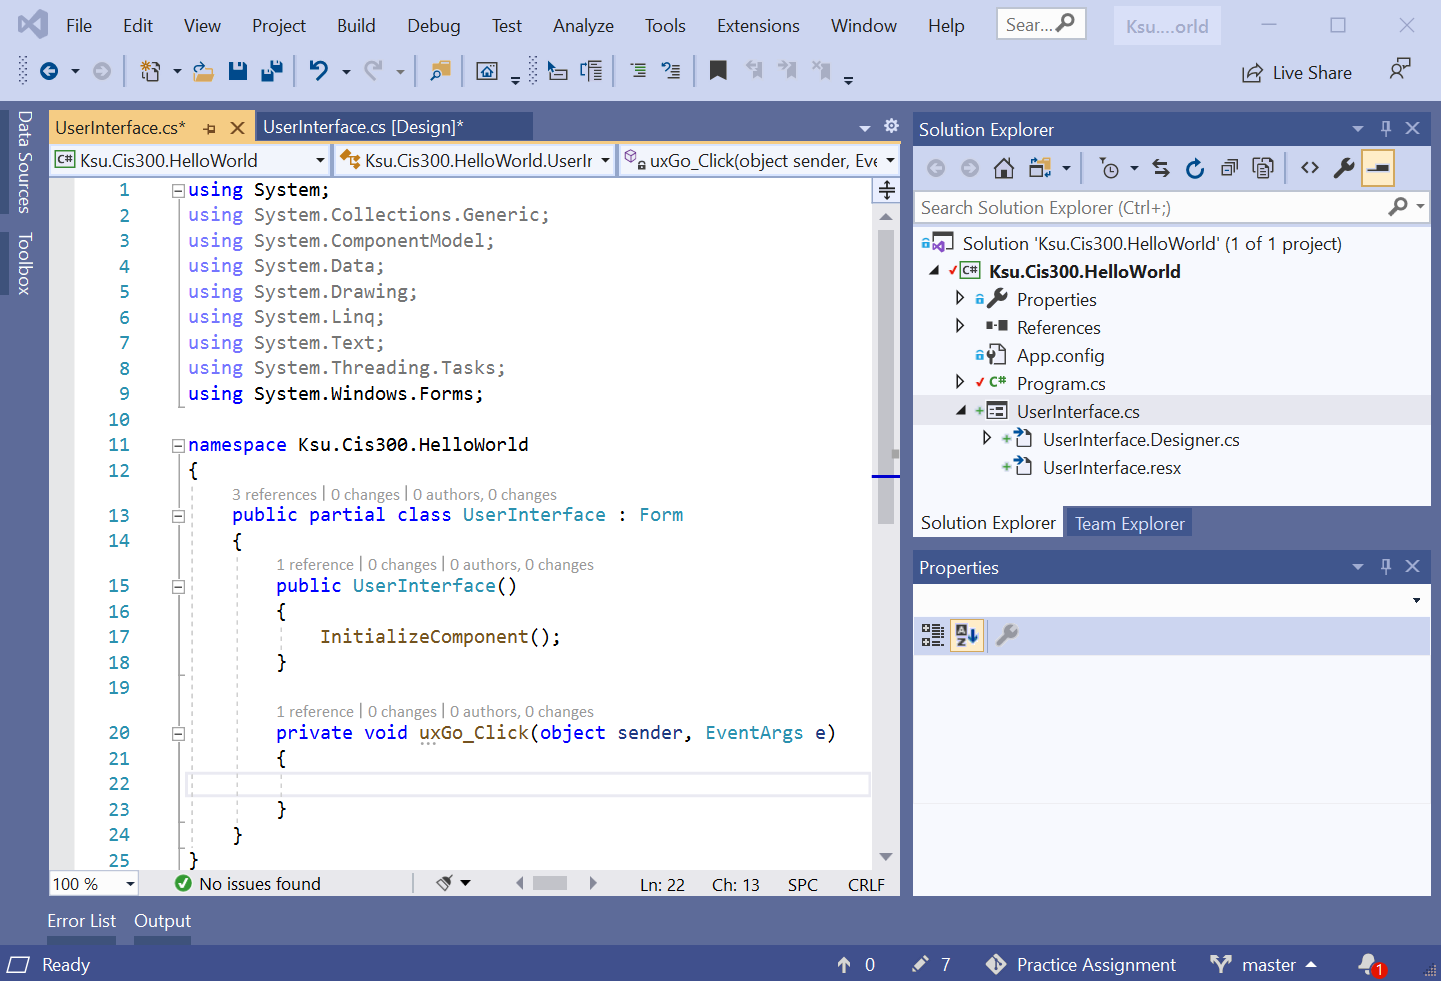 File Edit View Project Build Debug Test Analyze Tools Extensions Window Help Sear... Ksu....orld
Live Share
Data Sources
Toolbox
UserInterface.cs* UserInterface.cs [Design]*
C# Ksu.Cis300.HelloWorld Ksu.Cis300.HelloWorld.UserIr uxGo_Click(object sender, Eve
1 using System;
2 using System.Collections.Generic;
3 using System.ComponentModel;
4 using System.Data;
5 using System.Drawing;
6 using System.Linq;
7 using System.Text;
8 using System.Threading.Tasks;
9 using System.Windows.Forms;
10
11 namespace Ksu.Cis300.HelloWorld
12 {
3 references | 0 changes | 0 authors, 0 changes
13 public partial class UserInterface : Form
14 {
1 reference | 0 changes | 0 authors, 0 changes
15 public UserInterface()
16 {
17 InitializeComponent();
18 }
19
1 reference | 0 changes | 0 authors, 0 changes
20 private void uxGo_Click(object sender, EventArgs e)
21 {
22
23 }
24 }
25 }
100 % No issues found Ln: 22 Ch: 13 SPC CRLF
Solution Explorer
Search Solution Explorer (Ctrl+;)
Solution 'Ksu.Cis300.HelloWorld' (1 of 1 project)
C# Ksu.Cis300.HelloWorld
Properties
References
App.config
C# Program.cs
UserInterface.cs
UserInterface.Designer.cs
UserInterface.resx
Solution Explorer Team Explorer
Properties
A Z
Error List Output
Ready 0 7 Practice Assignment master 1